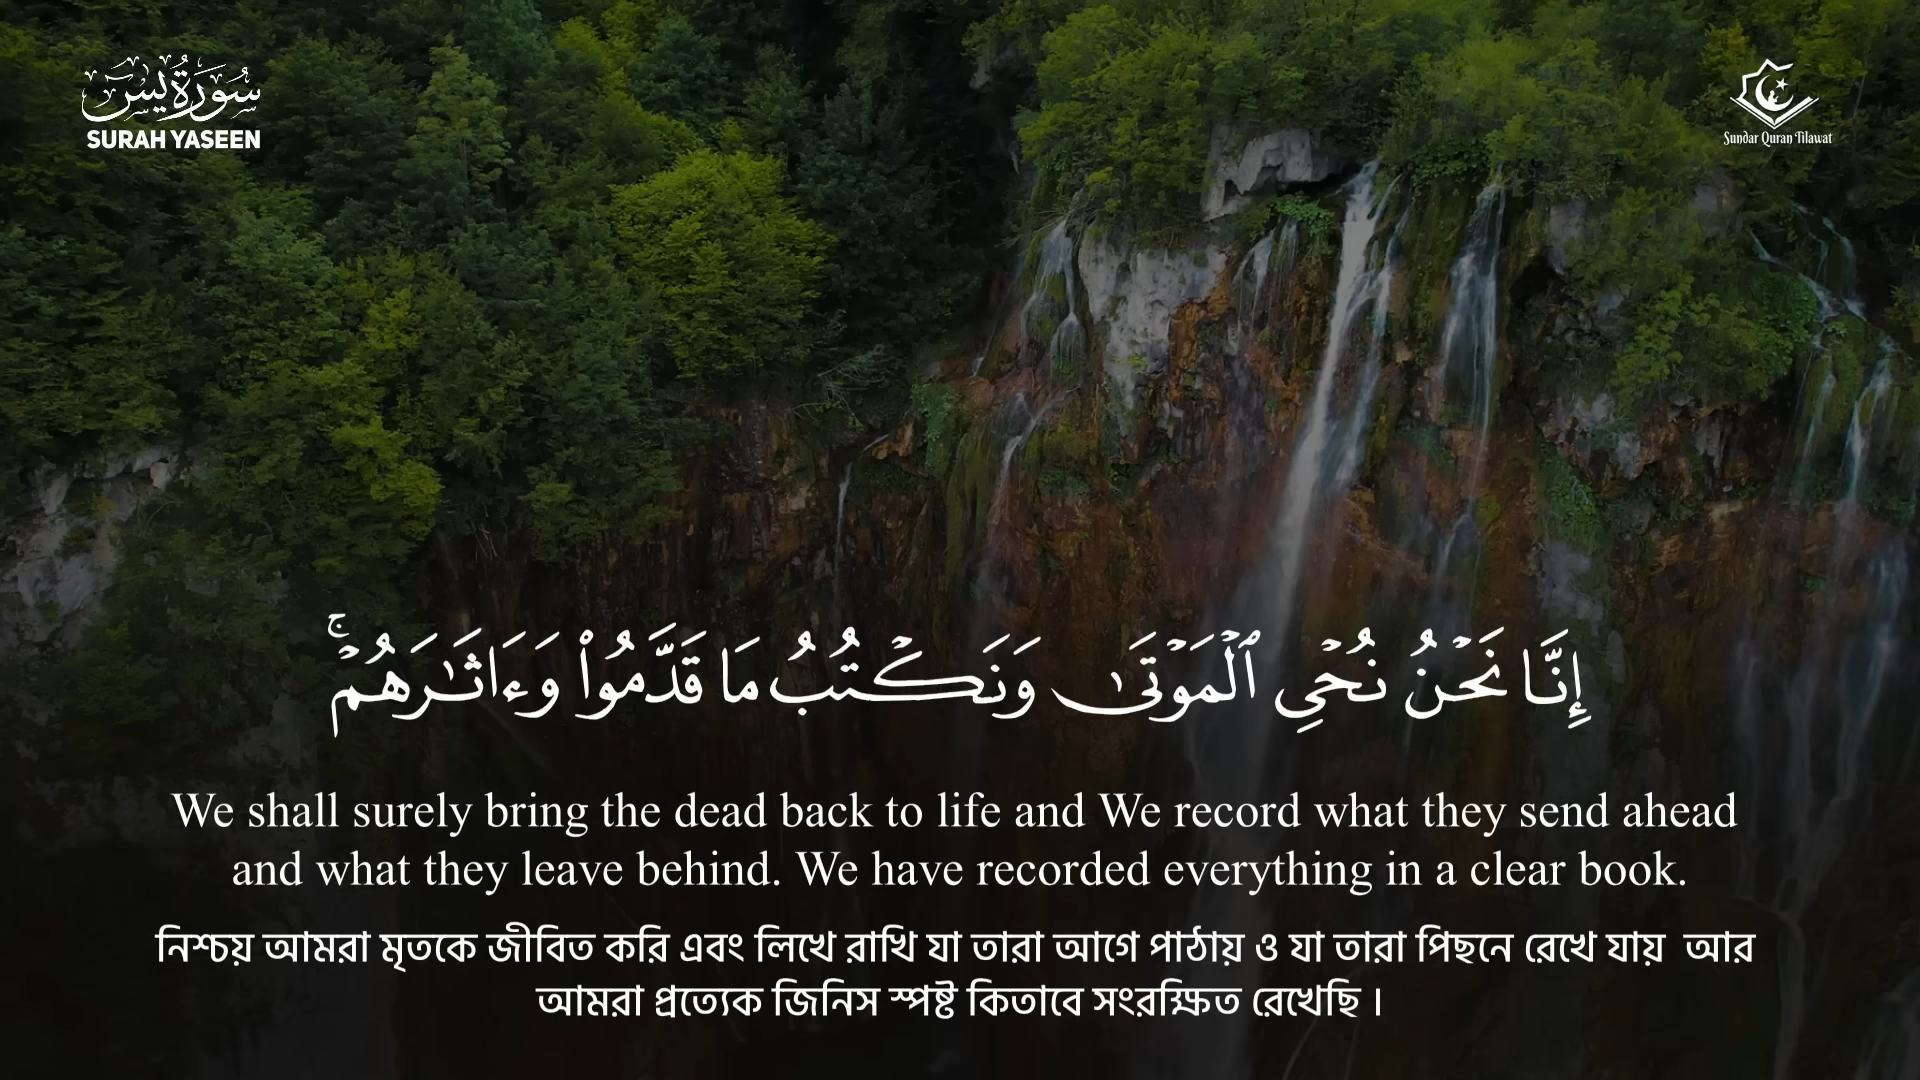 سُورَةُ يسٓ
SURAH YASEEN
Sundar Quran Tilawat
إِنَّا نَحۡنُ نُحۡيِ ٱلۡمَوۡتَىٰ وَنَكۡتُبُ مَا قَدَّمُواْ وَءَاثَٰرَهُمۡۚ
We shall surely bring the dead back to life and We record what they send ahead
and what they leave behind. We have recorded everything in a clear book.
নিশ্চয় আমরা মৃতকে জীবিত করি এবং লিখে রাখি যা তারা আগে পাঠায় ও যা তারা পিছনে রেখে যায়  আর
আমরা প্রত্যেক জিনিস স্পষ্ট কিতাবে সংরক্ষিত রেখেছি ।